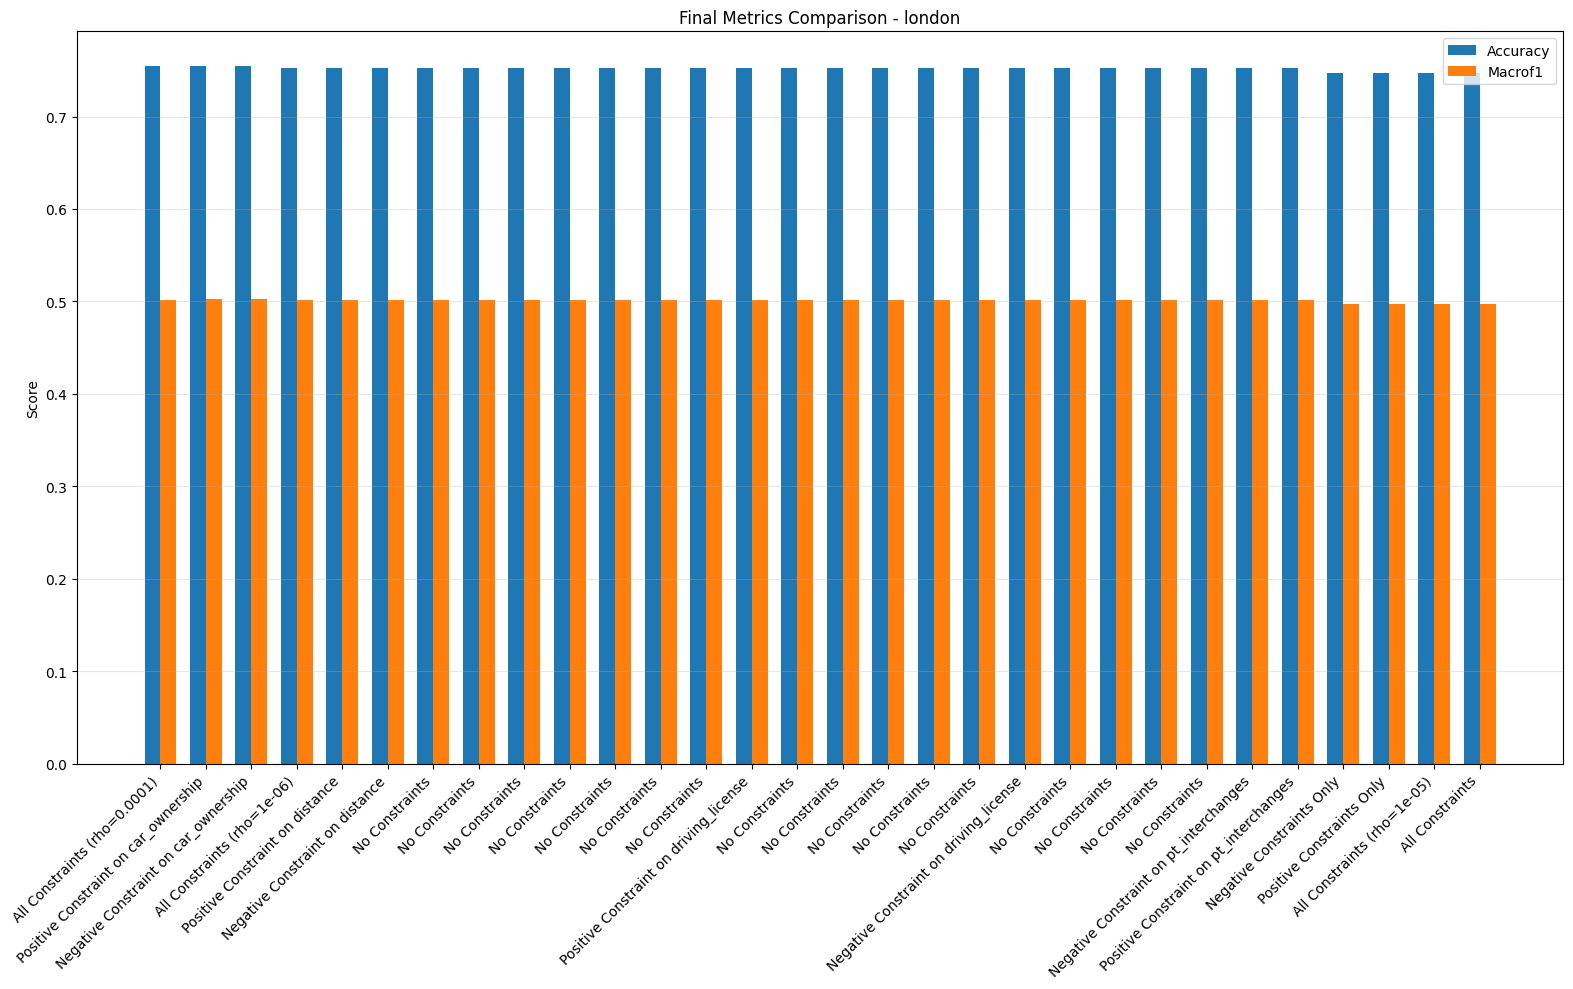 Final Metrics Comparison - london
Accuracy
Macrof1
Score
0.7
0.6
0.5
0.4
0.3
0.2
0.1
0.0
All Constraints (rho=0.0001)
Positive Constraint on car_ownership
Negative Constraint on car_ownership
All Constraints (rho=1e-06)
Positive Constraint on distance
Negative Constraint on distance
No Constraints
No Constraints
No Constraints
No Constraints
No Constraints
No Constraints
No Constraints
Positive Constraint on driving_license
No Constraints
No Constraints
No Constraints
No Constraints
No Constraints
Negative Constraint on driving_license
No Constraints
No Constraints
No Constraints
No Constraints
Negative Constraint on pt_interchanges
Positive Constraint on pt_interchanges
Negative Constraints Only
Positive Constraints Only
All Constraints (rho=1e-05)
All Constraints